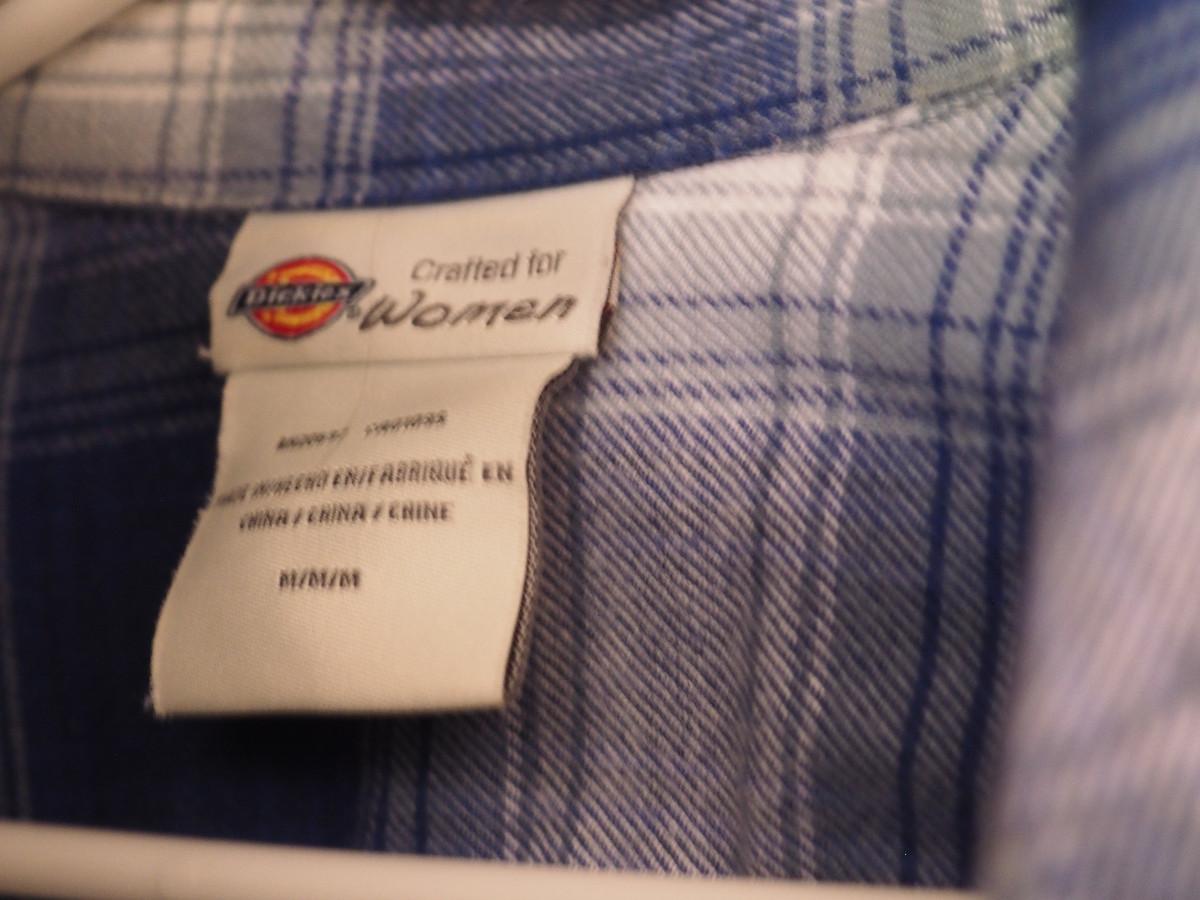 Dickies®
Crafted for
Women
HECHO EN/FABRIQUÉ EN
CHINA / CHINA / CHINE
M/M/M